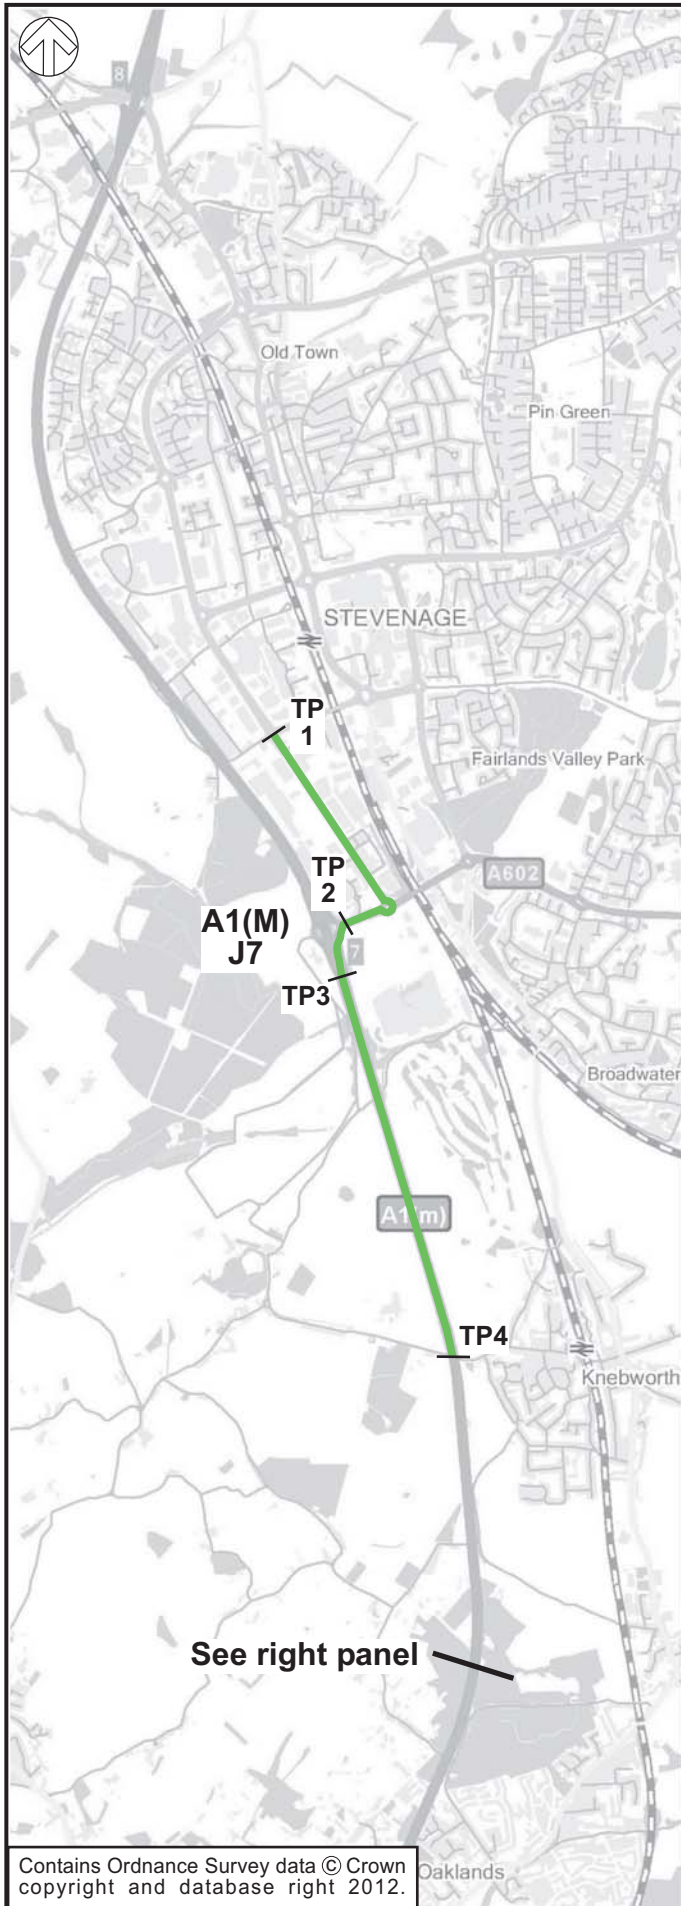 8
Old Town
Pin Green
STEVENAGE
TP
1
Fairlands Valley Park
TP
2
A602
A1(M)
J7
7
TP3
Broadwater
A1(m)
TP4
Knebworth
See right panel
Oaklands
Contains Ordnance Survey data © Crown
copyright and database right 2012.